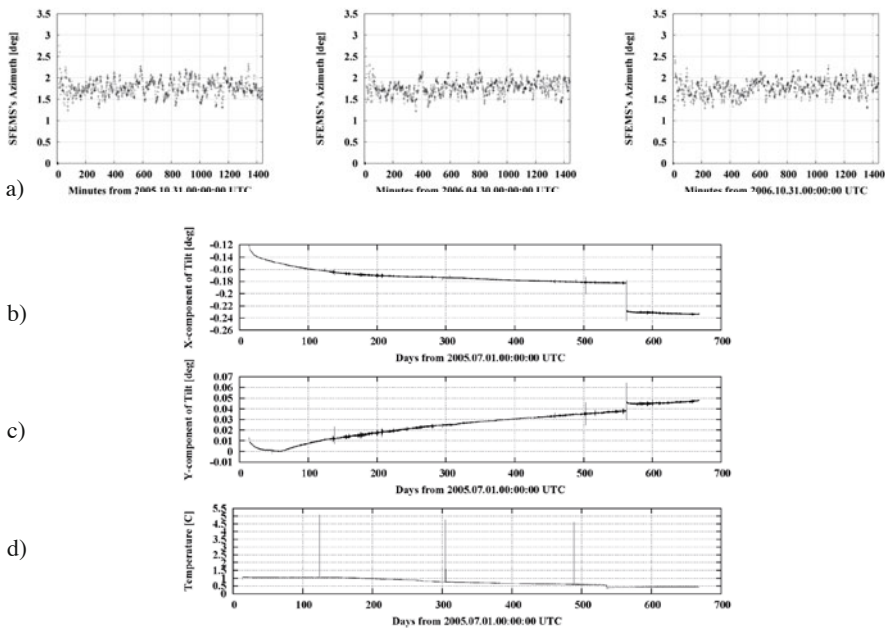 3.5 3.5 3.5
3 3 3
2.5 2.5 2.5
2 2 2
1.5 1.5 1.5
1 1 1
0.5 0.5 0.5
0 0 0
SFEMS's Azimuth [deg] SFEMS's Azimuth [deg] SFEMS's Azimuth [deg]
0 200 400 600 800 1000 1200 1400 0 200 400 600 800 1000 1200 1400 0 200 400 600 800 1000 1200 1400
a) Minutes from 2005.10.31.00:00:00 UTC Minutes from 2006.04.30.00:00:00 UTC Minutes from 2006.10.31.00:00:00 UTC
b)
X-component of Tilt [deg]
-0.12
-0.14
-0.16
-0.18
-0.2
-0.22
-0.24
-0.26
0 100 200 300 400 500 600 700
Days from 2005.07.01.00:00:00 UTC
c)
Y-component of Tilt [deg]
0.07
0.06
0.05
0.04
0.03
0.02
0.01
0
-0.01
0 100 200 300 400 500 600 700
Days from 2005.07.01.00:00:00 UTC
d)
Temperature [C]
5.5
0.5
0
0 100 200 300 400 500 600 700
Days from 2005.07.01.00:00:00 UTC